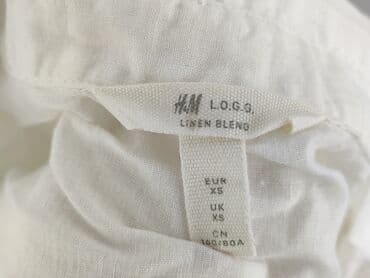 H&M L.O.G.G.
LINEN BLEND
EUR
XS
UK
XS
CN
160/80A